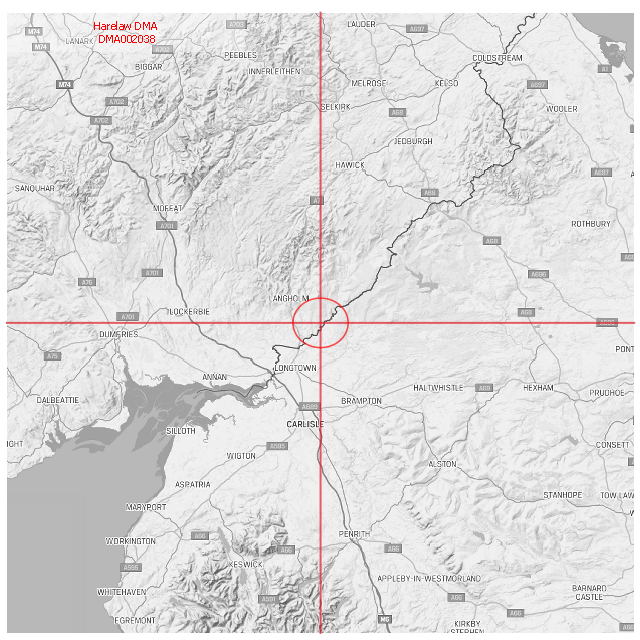 Harelaw DMA
DMA002038
M74
M74
LANARK
A703
LAUDER
A697
PEEBLES
BIGGAR
INNERLEITHEN
MELROSE
KELSO
COLDSTREAM
A1
M74
A697
A702
SELKIRK
A68
WOOLER
A702
JEDBURGH
HAWICK
A697
SANQUHAR
A68
A7
MOFFAT
A701
ROTHBURY
A68
A701
A696
A76
LANGHOLM
LOCKERBIE
A701
A68
DUMFRIES
PONT
A75
LONGTOWN
ANNAN
HALTWHISTLE
A69
HEXHAM
PRUDHOE
DALBEATTIE
BRAMPTON
A689
CARLISLE
SILLOTH
IGHT
A595
CONSETT
WIGTON
ALSTON
ASPATRIA
STANHOPE
TOW LAW
MARYPORT
WORKINGTON
A66
PENRITH
A66
A66
A595
KESWICK
APPLEBY-IN-WESTMORLAND
WHITEHAVEN
A591
A66
BARNARD
CASTLE
A66
EGREMONT
M6
KIRKBY
STEPHEN